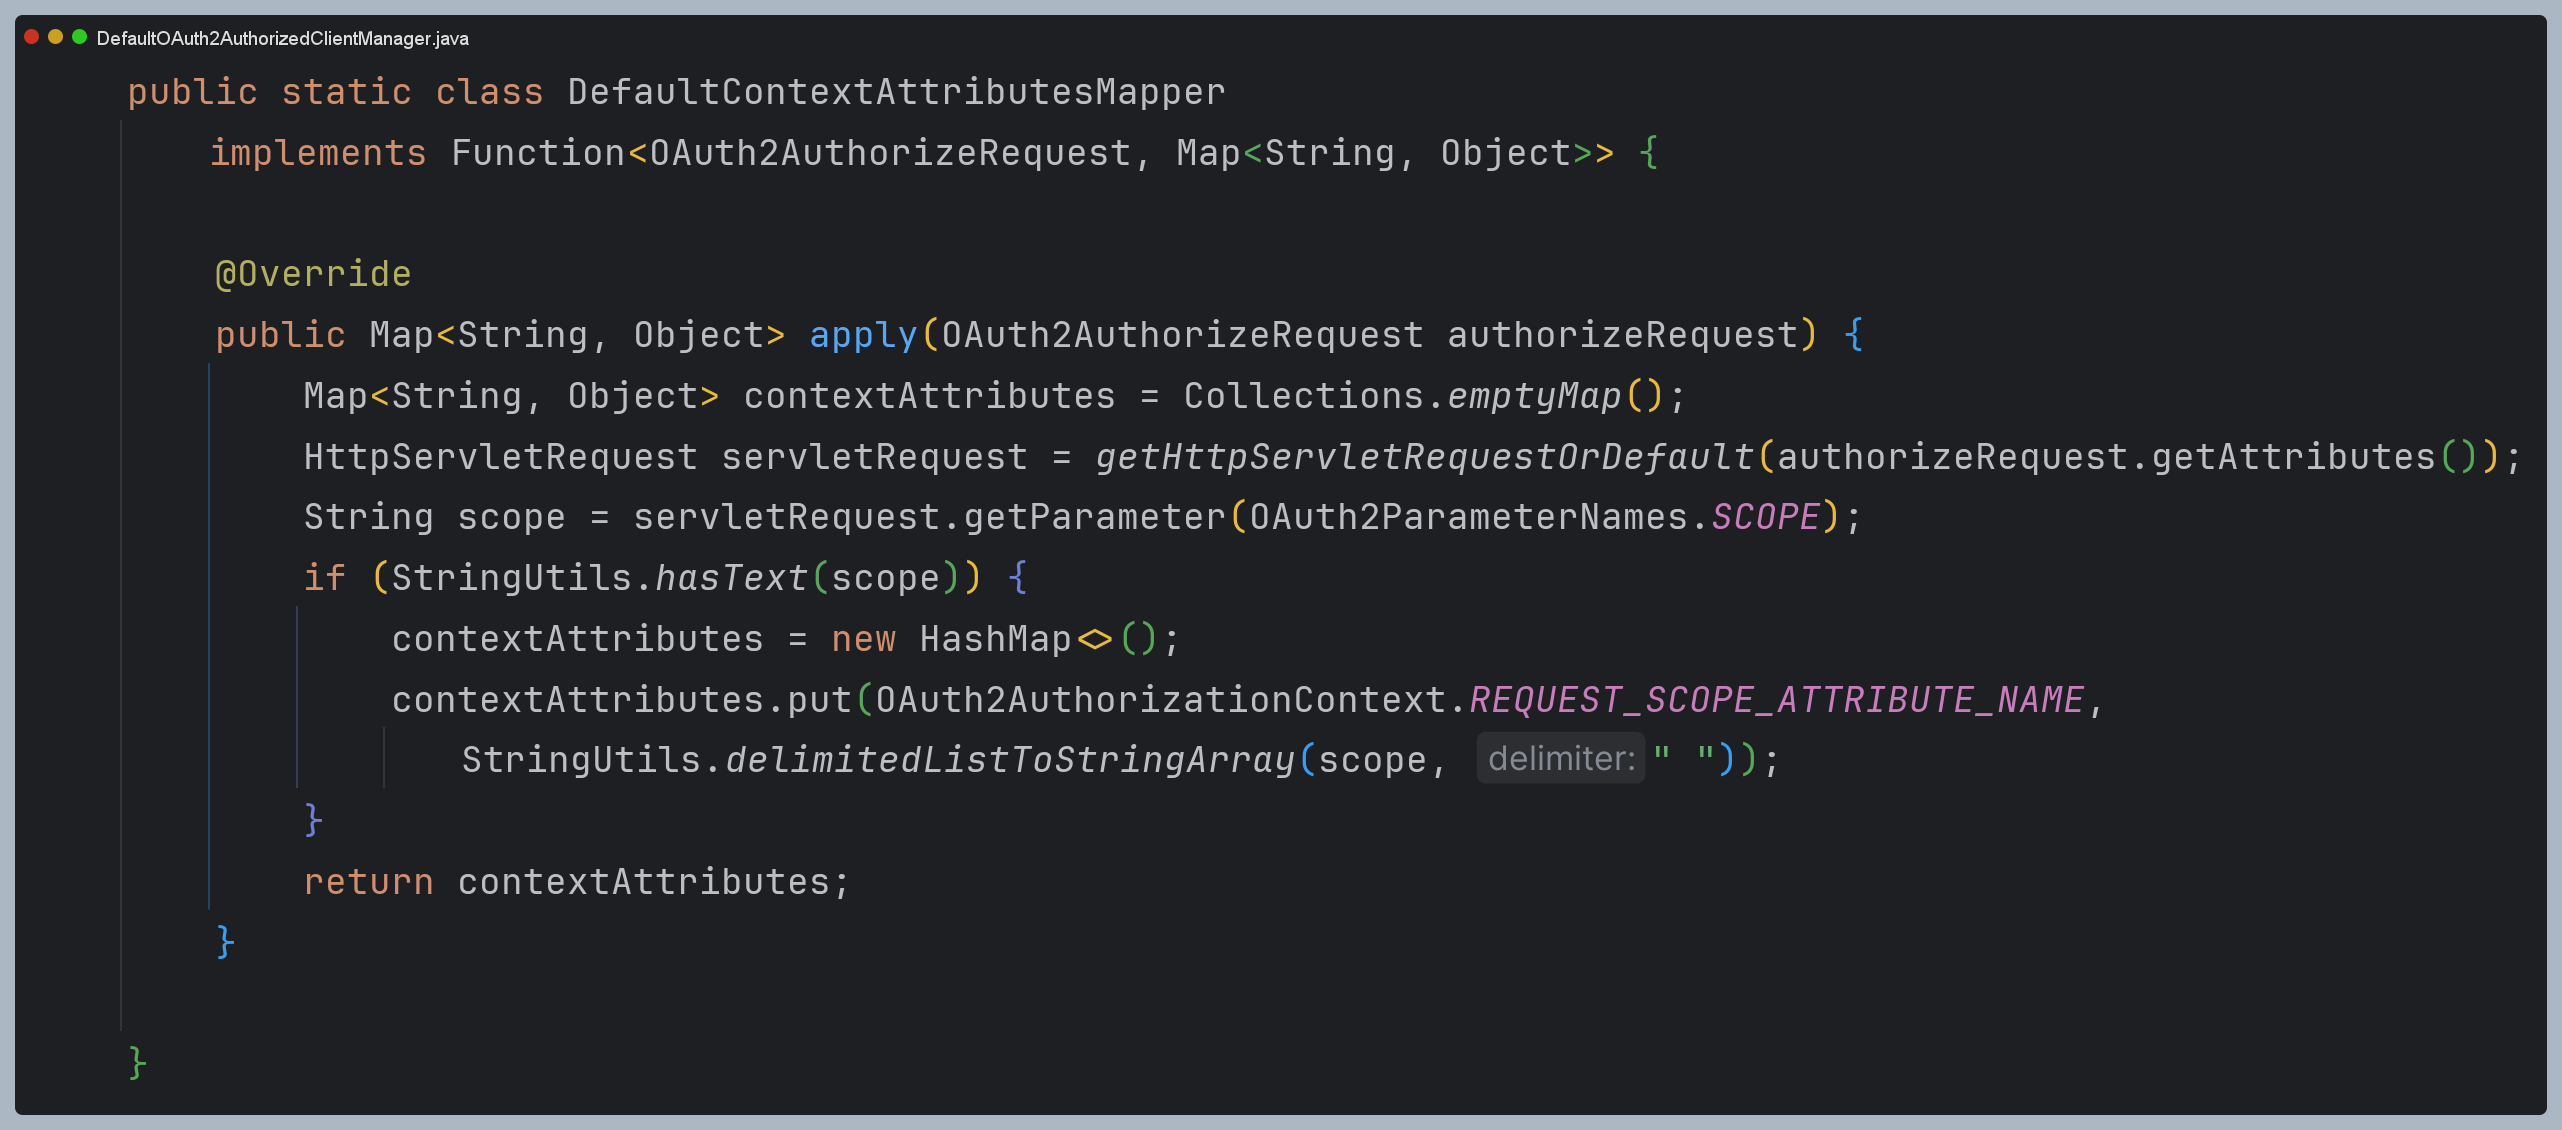 DefaultOAuth2AuthorizedClientManager.java
public static class DefaultContextAttributesMapper
implements Function<OAuth2AuthorizeRequest, Map<String, Object>> {
@Override
public Map<String, Object> apply(OAuth2AuthorizeRequest authorizeRequest) {
Map<String, Object> contextAttributes = Collections.emptyMap();
HttpServletRequest servletRequest = getHttpServletRequestOrDefault(authorizeRequest.getAttributes());
String scope = servletRequest.getParameter(OAuth2ParameterNames.SCOPE);
if (StringUtils.hasText(scope)) {
contextAttributes = new HashMap<>();
contextAttributes.put(OAuth2AuthorizationContext.REQUEST_SCOPE_ATTRIBUTE_NAME,
StringUtils.delimitedListToStringArray(scope, delimiter: " "));
}
return contextAttributes;
}
}